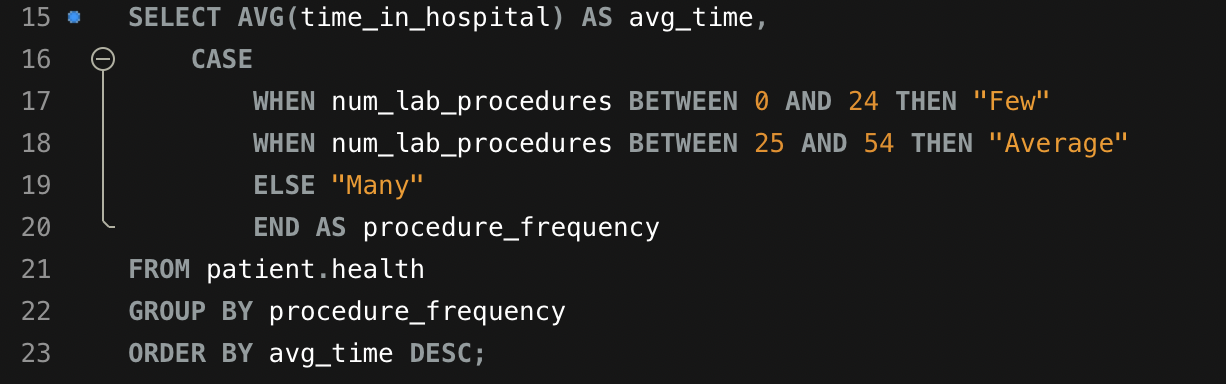 15 SELECT AVG(time_in_hospital) AS avg_time,
16 CASE
17 WHEN num_lab_procedures BETWEEN 0 AND 24 THEN "Few"
18 WHEN num_lab_procedures BETWEEN 25 AND 54 THEN "Average"
19 ELSE "Many"
20 END AS procedure_frequency
21 FROM patient.health
22 GROUP BY procedure_frequency
23 ORDER BY avg_time DESC;